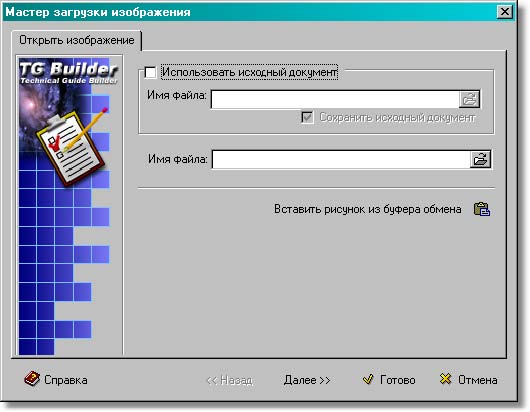 Мастер загрузки изображения
Открыть изображение
TG Builder
Technical Guide Builder
Использовать исходный документ
Имя Файла:
Сохранить исходный документ
Имя Файла:
Вставить рисунок из буфера обмена
Справка
<< Назад
Далее >>
Готово
Отмена